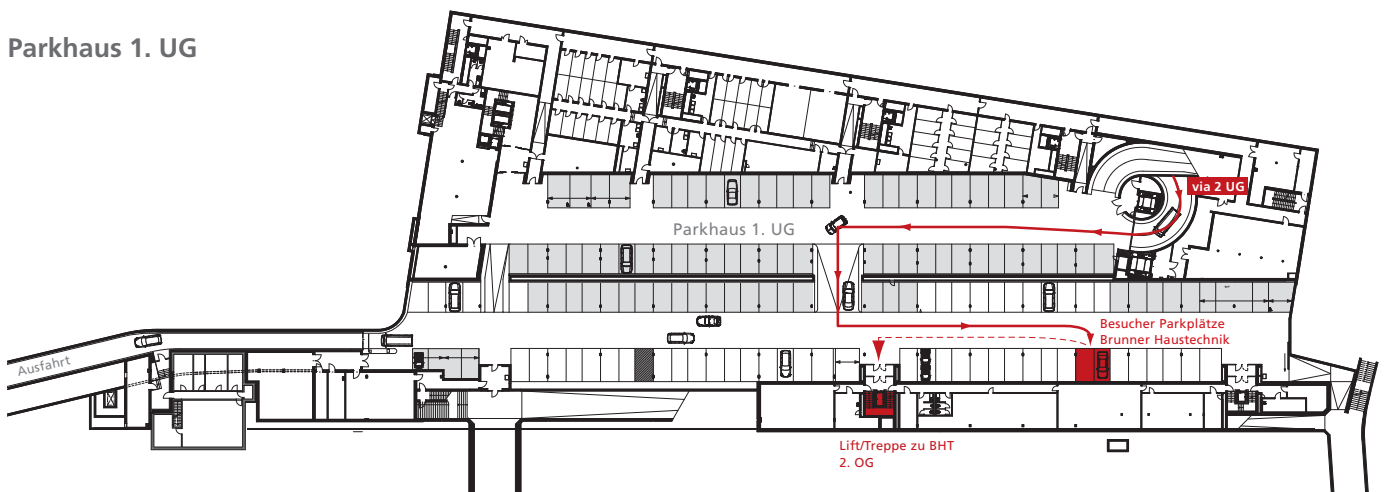 Parkhaus 1. UG
via 2 UG
Parkhaus 1. UG
Besucher Parkplätze
Brunner Haustechnik
Ausfahrt
Lift/Treppe zu BHT
2. OG